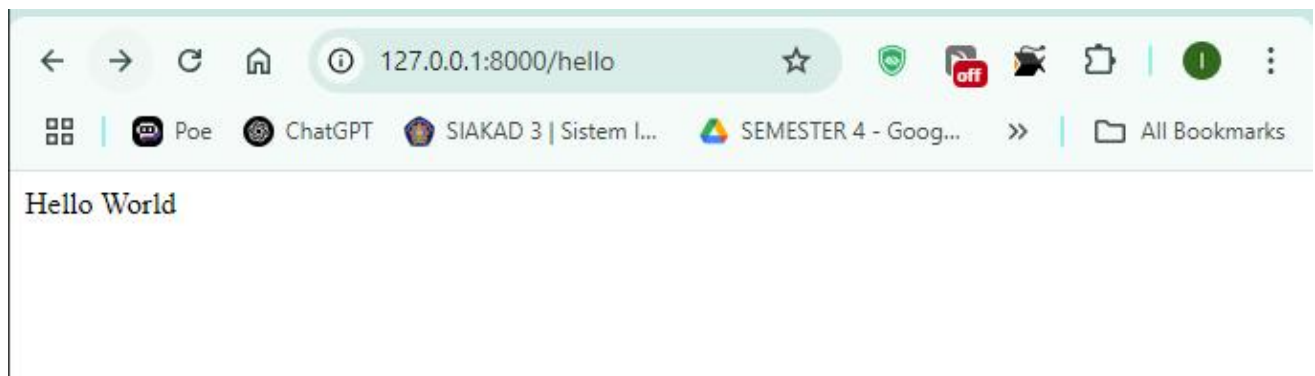 127.0.0.1:8000/hello
off
I
Poe ChatGPT SIAKAD 3 | Sistem I... SEMESTER 4 - Goog... » All Bookmarks
Hello World